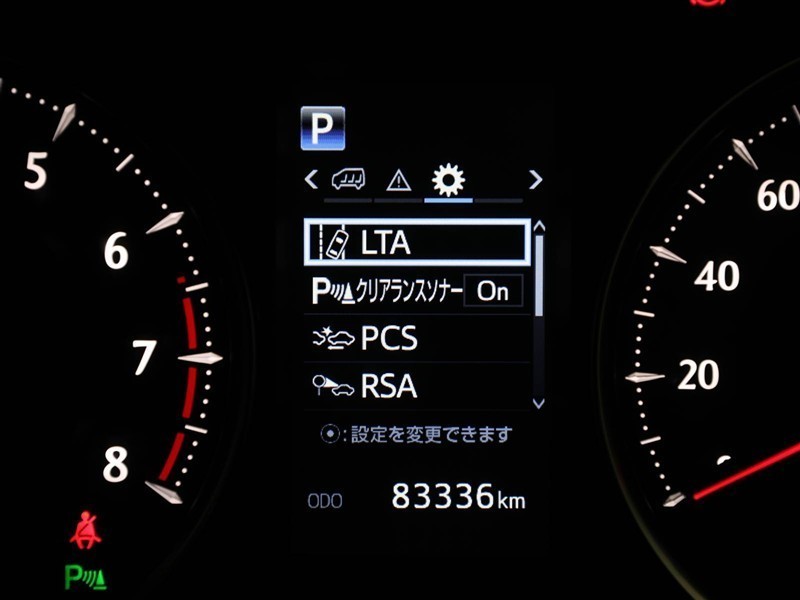 P
LTA
P クリアランスソナー On
PCS
RSA
:設定を変更できます
ODO 83336km
5
6
7
8
P
60
40
20